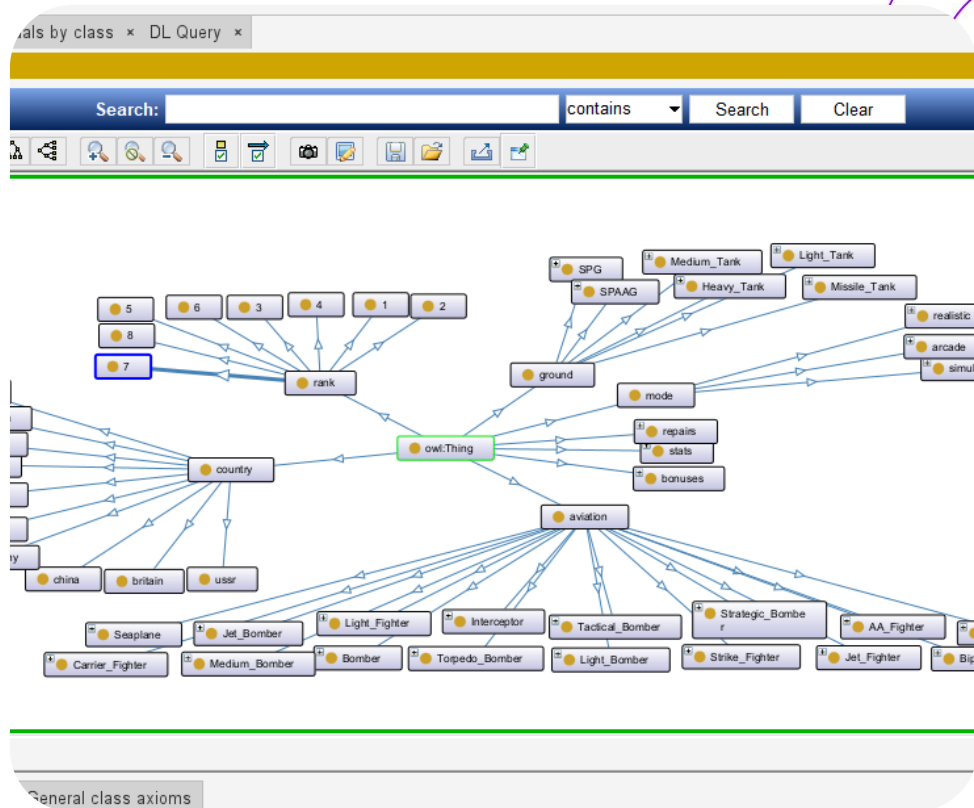 als by class × DL Query ×
Search: contains Search Clear
SPG
Medium_Tank
Light_Tank
SPAAG
Heavy_Tank
Missile_Tank
5
6
3
4
1
2
realistic
8
arcade
7
rank
ground
simul
mode
repairs
owl:Thing
stats
country
bonuses
aviation
ey
china
britain
ussr
Seaplane
Jet_Bomber
Light_Fighter
Interceptor
Tactical_Bomber
Strategic_Bombe
r
AA_Fighter
Carrier_Fighter
Medium_Bomber
Bomber
Torpedo_Bomber
Light_Bomber
Strike_Fighter
Jet_Fighter
Bip
General class axioms